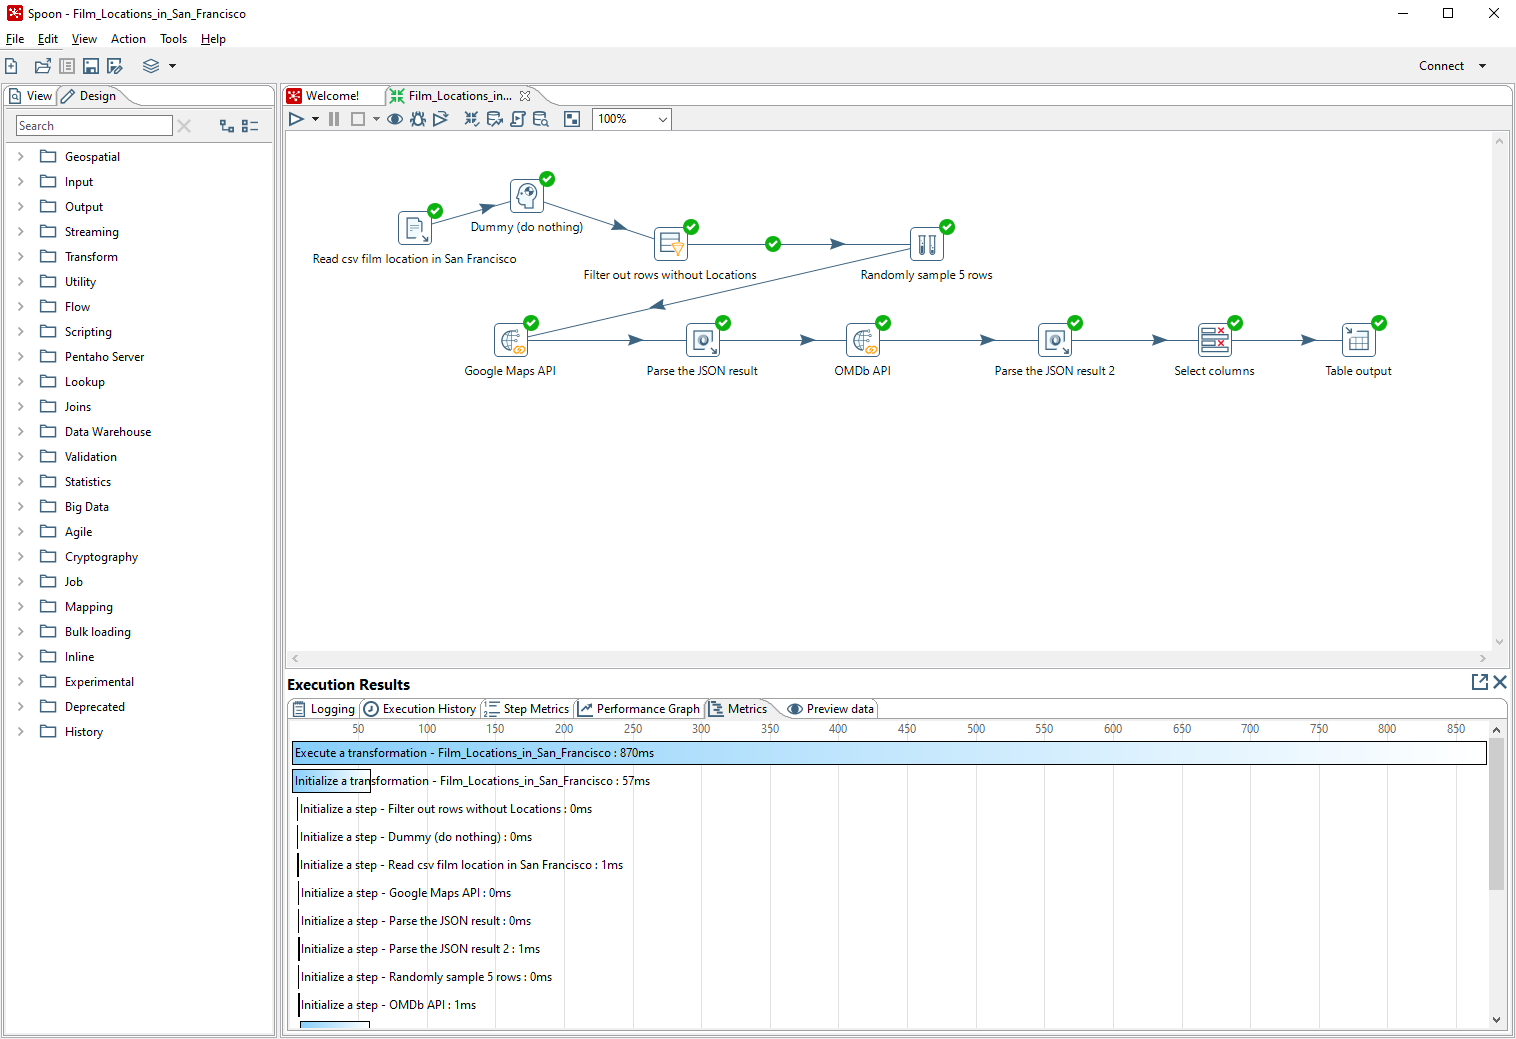 Spoon - Film_Locations_in_San_Francisco
File Edit View Action Tools Help
Connect
View Design
Search
Geospatial
Input
Output
Streaming
Transform
Utility
Flow
Scripting
Pentaho Server
Lookup
Joins
Data Warehouse
Validation
Statistics
Big Data
Agile
Cryptography
Job
Mapping
Bulk loading
Inline
Experimental
Deprecated
History
Welcome! Film_Locations_in...
100%
Dummy (do nothing)
Read csv film location in San Francisco
Filter out rows without Locations
Randomly sample 5 rows
Google Maps API
Parse the JSON result
OMDb API
Parse the JSON result 2
Select columns
Table output
Execution Results
Logging Execution History Step Metrics Performance Graph Metrics Preview data
50 100 150 200 250 300 350 400 450 500 550 600 650 700 750 800 850
Execute a transformation - Film_Locations_in_San_Francisco : 870ms
Initialize a transformation - Film_Locations_in_San_Francisco : 57ms
Initialize a step - Filter out rows without Locations : 0ms
Initialize a step - Dummy (do nothing) : 0ms
Initialize a step - Read csv film location in San Francisco : 1ms
Initialize a step - Google Maps API : 0ms
Initialize a step - Parse the JSON result : 0ms
Initialize a step - Parse the JSON result 2 : 1ms
Initialize a step - Randomly sample 5 rows : 0ms
Initialize a step - OMDb API : 1ms